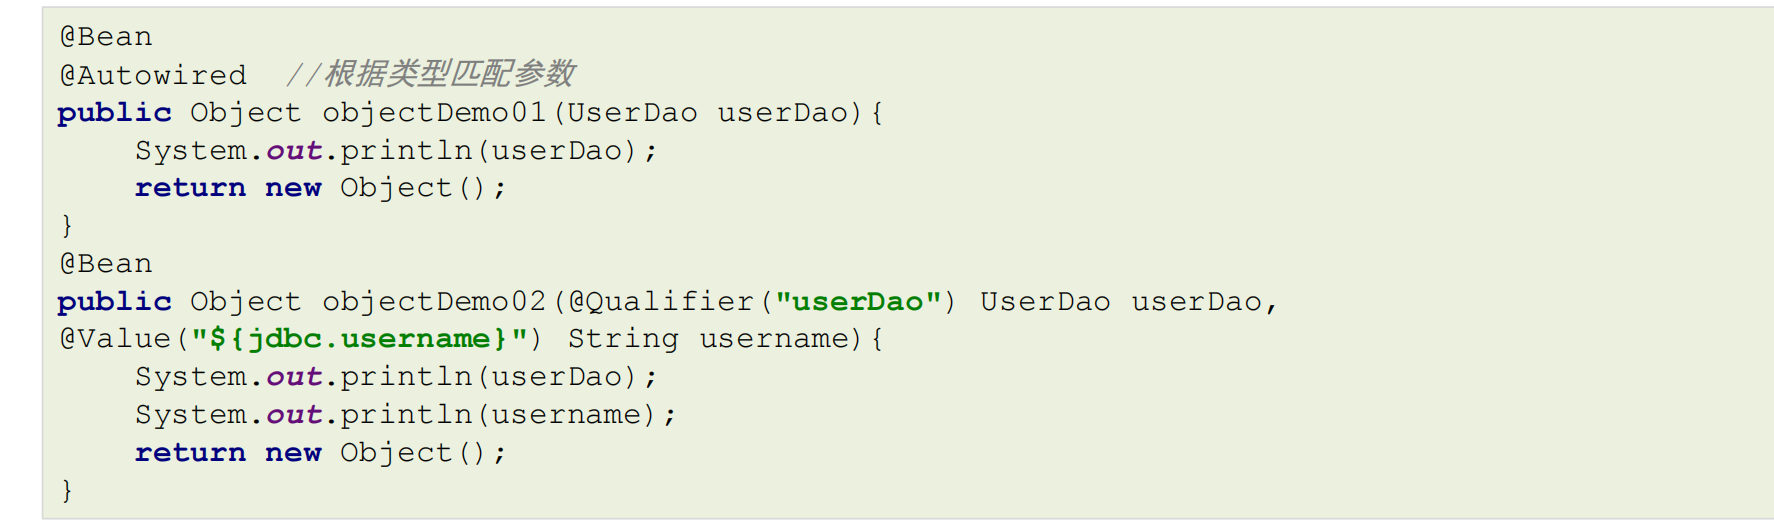 @Bean
@Autowired  //根据类型匹配参数
public Object objectDemo01(UserDao userDao){
    System.out.println(userDao);
    return new Object();
}
@Bean
public Object objectDemo02(@Qualifier("userDao") UserDao userDao,
@Value("${jdbc.username}") String username){
    System.out.println(userDao);
    System.out.println(username);
    return new Object();
}